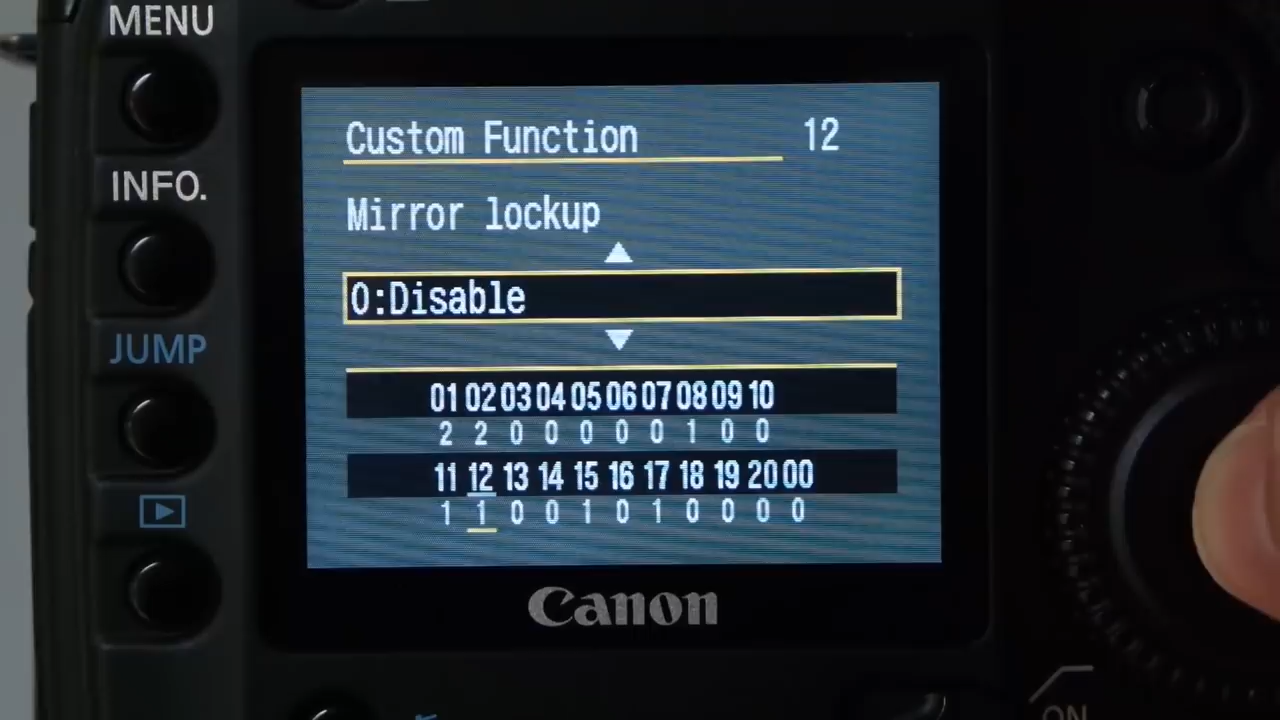 MENU
Custom Function 12
INFO.
Mirror lockup
0:Disable
JUMP
01 02 03 04 05 06 07 08 09 10
2 2 0 0 0 0 0 1 0 0
11 12 13 14 15 16 17 18 19 20 00
1 1 0 0 1 0 1 0 0 0 0
Canon
ON